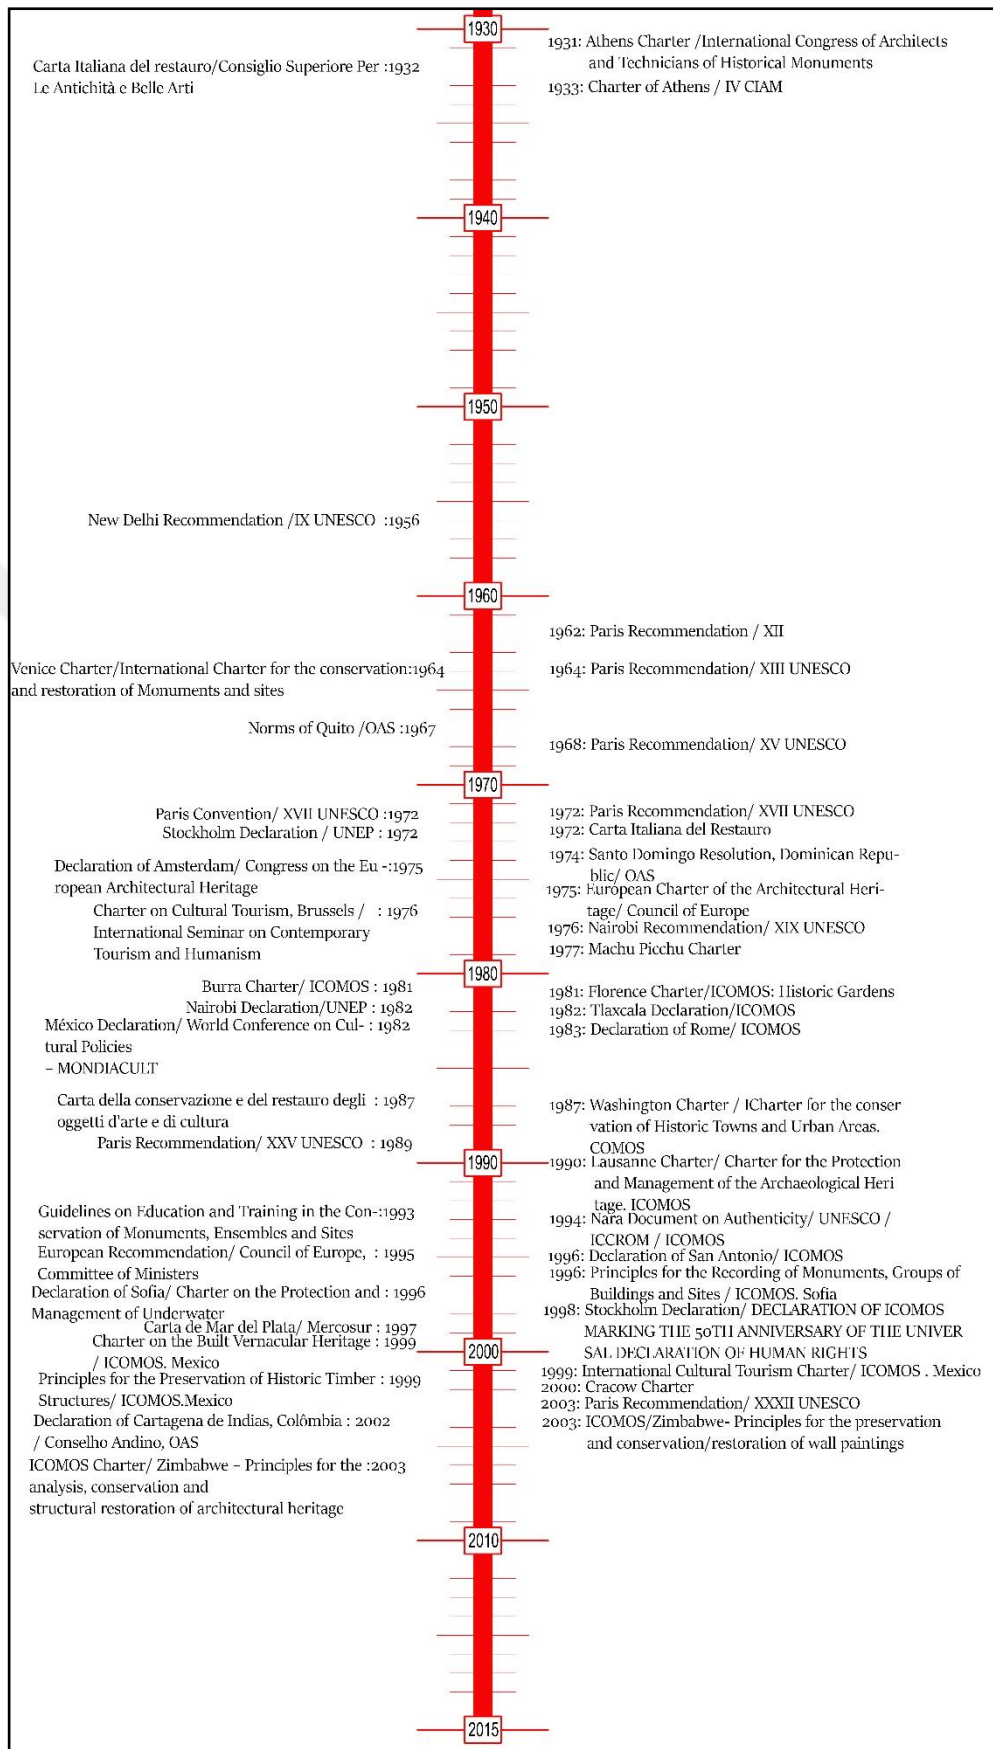 1930
1931: Athens Charter /International Congress of Architects
and Technicians of Historical Monuments
Carta Italiana del restauro/Consiglio Superiore Per :1932
Le Antichità e Belle Arti
1933: Charter of Athens / IV CIAM
1940
1950
New Delhi Recommendation /IX UNESCO :1956
1960
1962: Paris Recommendation / XII
Venice Charter/International Charter for the conservation:1964
and restoration of Monuments and sites
1964: Paris Recommendation/ XIII UNESCO
Norms of Quito /OAS :1967
1968: Paris Recommendation/ XV UNESCO
1970
Paris Convention/ XVII UNESCO :1972
Stockholm Declaration / UNEP : 1972
1972: Paris Recommendation/ XVII UNESCO
1972: Carta Italiana del Restauro
1974: Santo Domingo Resolution, Dominican Repu-
blic/ OAS
Declaration of Amsterdam/ Congress on the Eu -:1975
ropean Architectural Heritage
1975: European Charter of the Architectural Heri-
tage/ Council of Europe
Charter on Cultural Tourism, Brussels / : 1976
International Seminar on Contemporary
Tourism and Humanism
1976: Nairobi Recommendation/ XIX UNESCO
1977: Machu Picchu Charter
1980
Burra Charter/ ICOMOS : 1981
Nairobi Declaration/UNEP : 1982
México Declaration/ World Conference on Cul- : 1982
tural Policies
– MONDIACULT
1981: Florence Charter/ICOMOS: Historic Gardens
1982: Tlaxcala Declaration/ICOMOS
1983: Declaration of Rome/ ICOMOS
Carta della conservazione e del restauro degli : 1987
oggetti d'arte e di cultura
Paris Recommendation/ XXV UNESCO : 1989
1987: Washington Charter / ICharter for the conser
vation of Historic Towns and Urban Areas.
COMOS
1990
1990: Lausanne Charter/ Charter for the Protection
and Management of the Archaeological Heri
tage. ICOMOS
Guidelines on Education and Training in the Con-:1993
servation of Monuments, Ensembles and Sites
1994: Nara Document on Authenticity/ UNESCO /
ICCROM / ICOMOS
European Recommendation/ Council of Europe, : 1995
Committee of Ministers
1996: Declaration of San Antonio/ ICOMOS
1996: Principles for the Recording of Monuments, Groups of
Buildings and Sites / ICOMOS. Sofia
Declaration of Sofia/ Charter on the Protection and : 1996
Management of Underwater
Carta de Mar del Plata/ Mercosur : 1997
1998: Stockholm Declaration/ DECLARATION OF ICOMOS
MARKING THE 50TH ANNIVERSARY OF THE UNIVER
SAL DECLARATION OF HUMAN RIGHTS
Charter on the Built Vernacular Heritage : 1999
/ ICOMOS. Mexico
2000
Principles for the Preservation of Historic Timber : 1999
Structures/ ICOMOS.Mexico
1999: International Cultural Tourism Charter/ ICOMOS . Mexico
2000: Cracow Charter
Declaration of Cartagena de Indias, Colômbia : 2002
/ Conselho Andino, OAS
2003: Paris Recommendation/ XXXII UNESCO
2003: ICOMOS/Zimbabwe- Principles for the preservation
and conservation/restoration of wall paintings
ICOMOS Charter/ Zimbabwe – Principles for the :2003
analysis, conservation and
structural restoration of architectural heritage
2010
2015